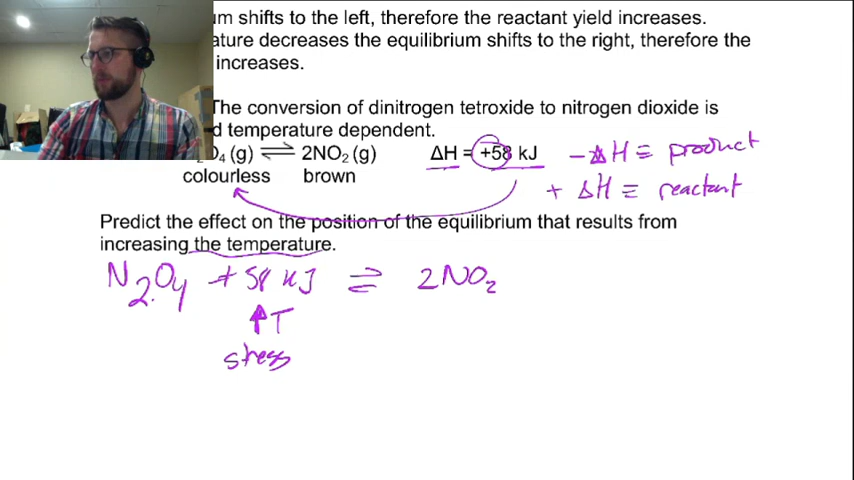 m shifts to the left, therefore the reactant yield increases.
ature decreases the equilibrium shifts to the right, therefore the
increases.
The conversion of dinitrogen tetroxide to nitrogen dioxide is
d temperature dependent.
O₄ (g) ⇌ 2NO₂ (g) ΔH = +58 kJ
colourless brown
-ΔH ≡ product
+ ΔH ≡ reactant
Predict the effect on the position of the equilibrium that results from
increasing the temperature.
N₂O₄ + 58 kJ ⇌ 2NO₂
↑T
stress